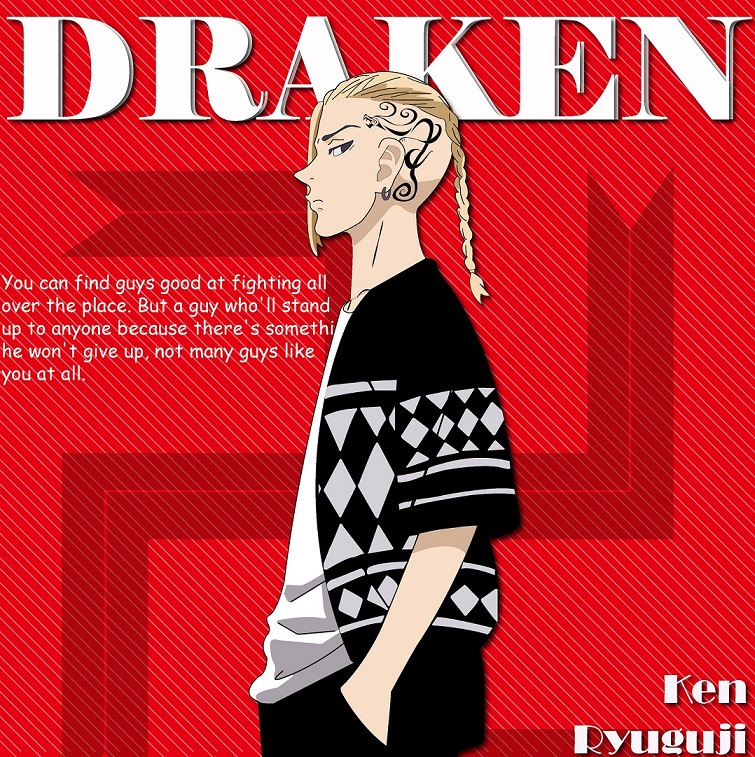 DRAKEN
You can find guys good at fighting all
over the place. But a guy who'll stand
up to anyone because there's somethi
he won't give up, not many guys like
you at all.
Ken
Ryuguji